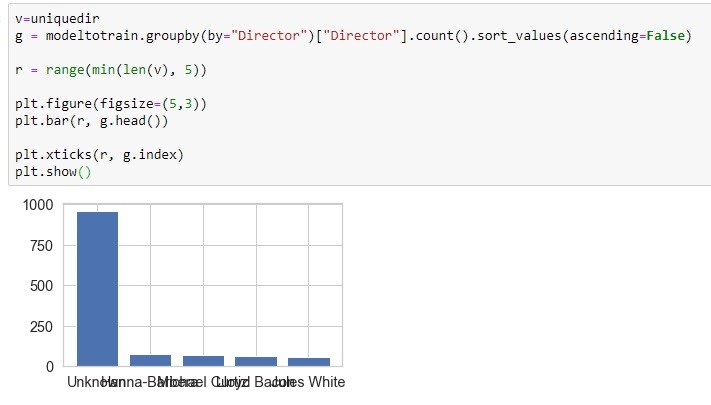 v=uniquedir
g = modeltotrain.groupby(by="Director")["Director"].count().sort_values(ascending=False)
r = range(min(len(v), 5))
plt.figure(figsize=(5,3))
plt.bar(r, g.head())
plt.xticks(r, g.index)
plt.show()
1000
750
500
250
0
Unknown Hanna-Barbera Michael Curtiz Lloyd Bacon Jules White